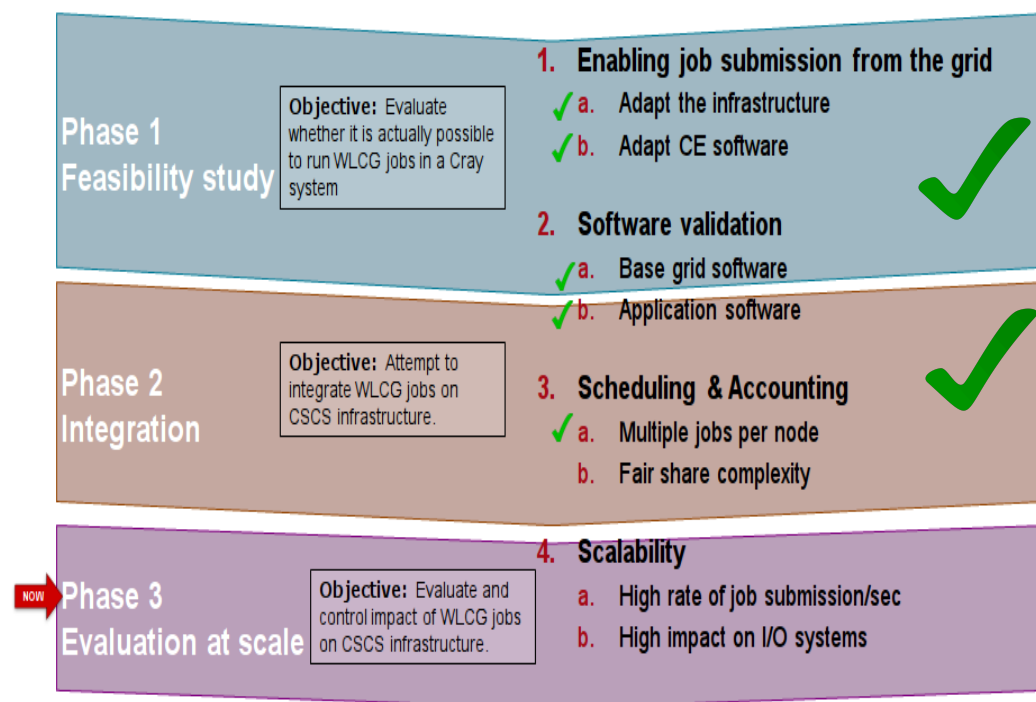 Phase 1
Feasibility study
Objective: Evaluate
whether it is actually possible
to run WLCG jobs in a Cray
system
1. Enabling job submission from the grid
a. Adapt the infrastructure
b. Adapt CE software
2. Software validation
a. Base grid software
b. Application software
Phase 2
Integration
Objective: Attempt to
integrate WLCG jobs on
CSCS infrastructure.
3. Scheduling & Accounting
a. Multiple jobs per node
b. Fair share complexity
NOW
Phase 3
Evaluation at scale
Objective: Evaluate and
control impact of WLCG jobs
on CSCS infrastructure.
4. Scalability
a. High rate of job submission/sec
b. High impact on I/O systems